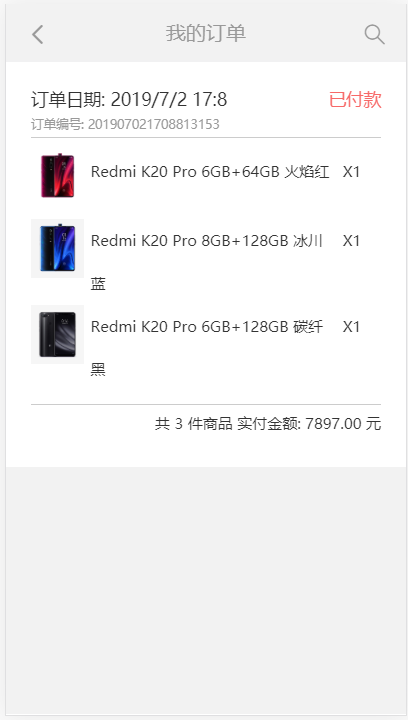 我的订单
订单日期: 2019/7/2 17:8 已付款
订单编号: 201907021708813153
Redmi K20 Pro 6GB+64GB 火焰红 X1
Redmi K20 Pro 8GB+128GB 冰川 X1
蓝
Redmi K20 Pro 6GB+128GB 碳纤 X1
黑
共 3 件商品 实付金额: 7897.00 元